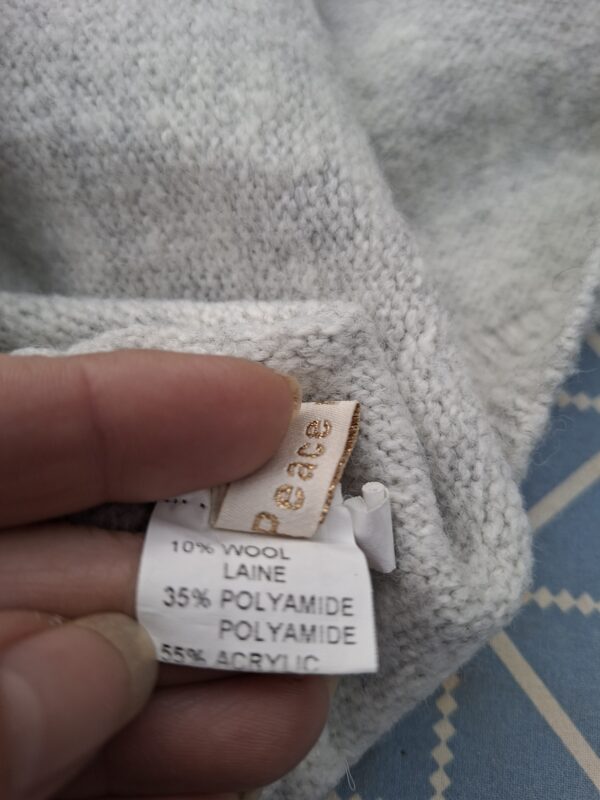 Peace
10% WOOL
LAINE
35% POLYAMIDE
POLYAMIDE
55% ACRYLIC